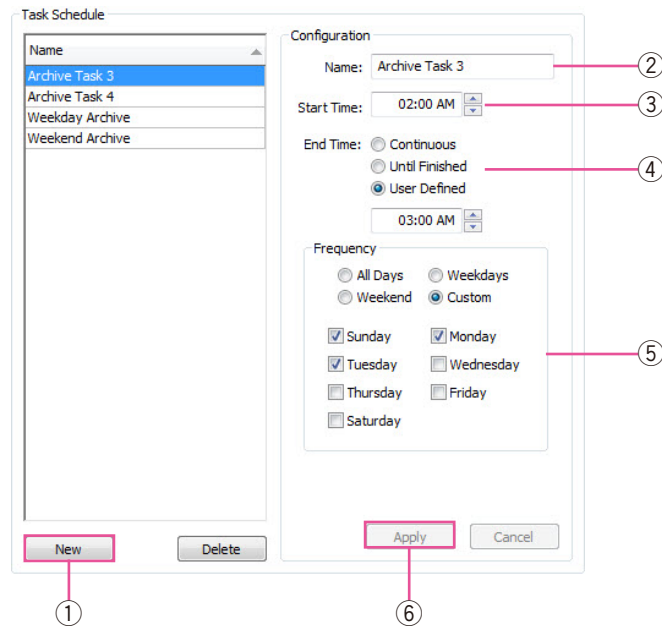 Task Schedule
Name
Archive Task 3
Archive Task 4
Weekday Archive
Weekend Archive
New
Delete
Configuration
Name: Archive Task 3
Start Time: 02:00 AM
End Time: Continuous
Until Finished
User Defined
03:00 AM
Frequency
All Days Weekdays
Weekend Custom
Sunday Monday
Tuesday Wednesday
Thursday Friday
Saturday
Apply Cancel
②
③
④
⑤
① ⑥